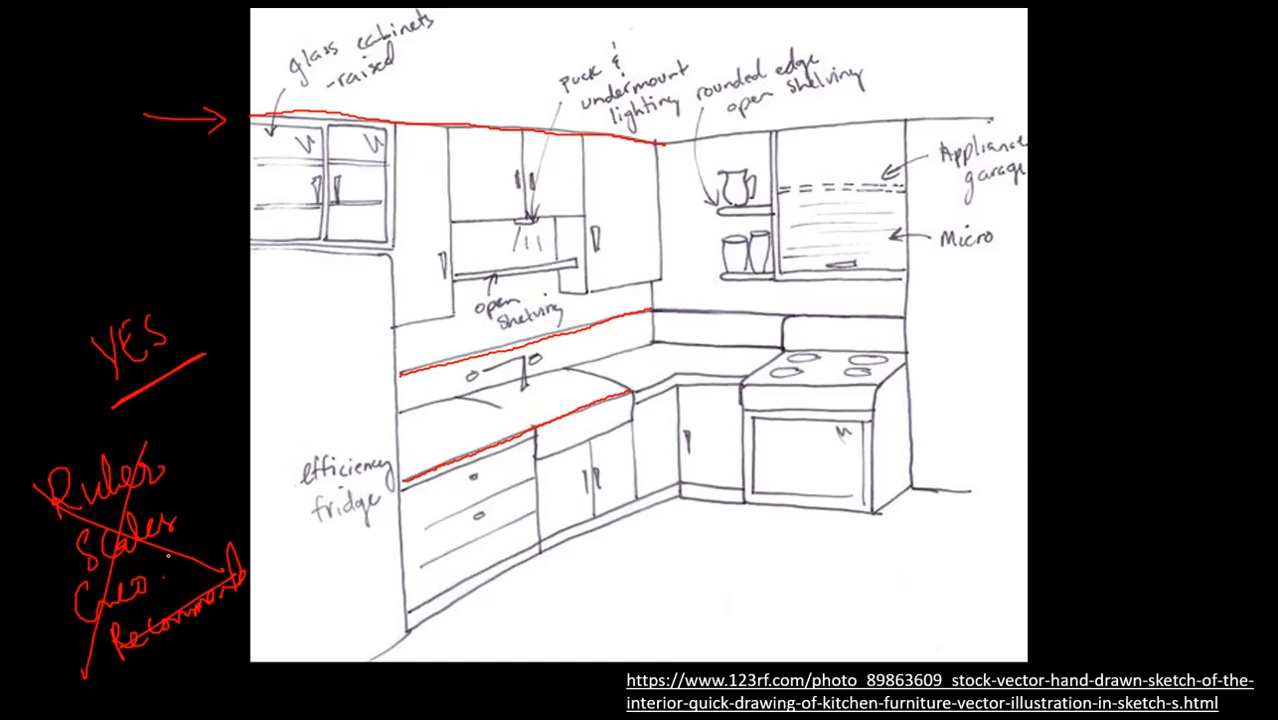 glass cabinets
-raised
puck &
undermount
lighting
rounded edge
open shelving
Appliance
garage
Micro
open
shelving
YES
efficiency
fridge
Ruler
Scales
Recommend
https://www.123rf.com/photo_89863609_stock-vector-hand-drawn-sketch-of-the-
interior-quick-drawing-of-kitchen-furniture-vector-illustration-in-sketch-s.html